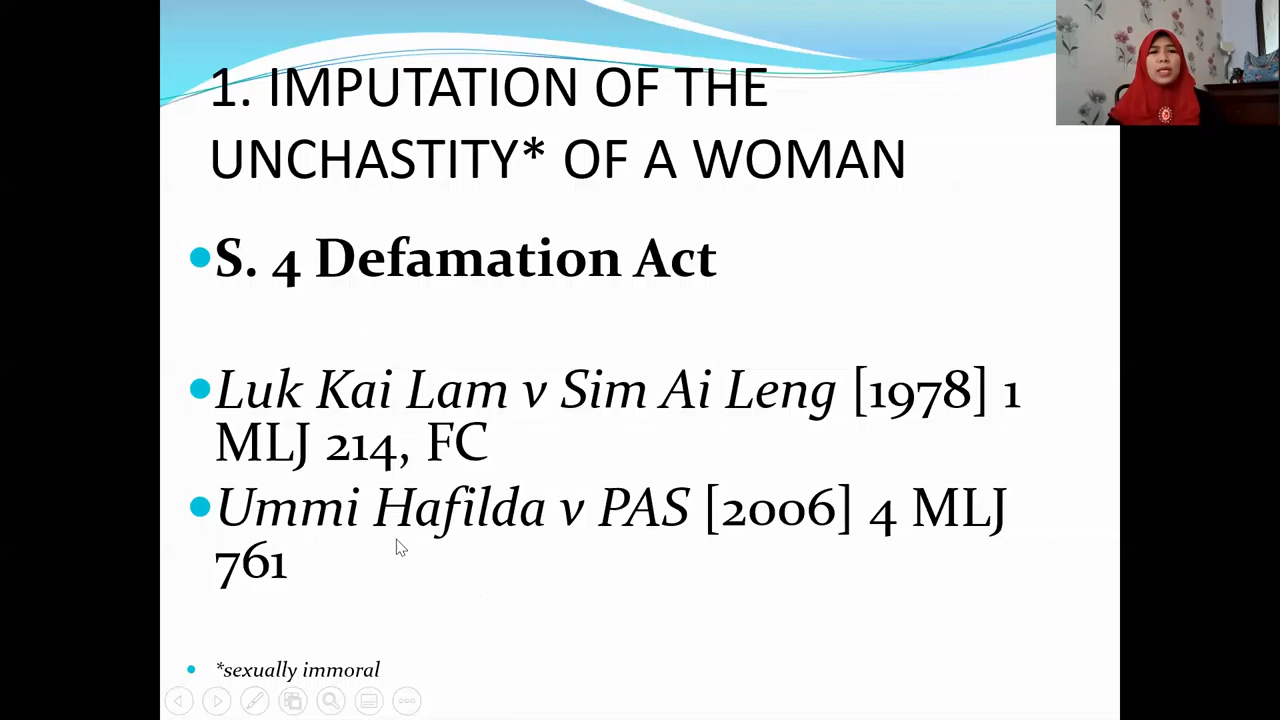 1. IMPUTATION OF THE
UNCHASTITY* OF A WOMAN
•S. 4 Defamation Act
•Luk Kai Lam v Sim Ai Leng [1978] 1
MLJ 214, FC
•Ummi Hafilda v PAS [2006] 4 MLJ
761
• *sexually immoral